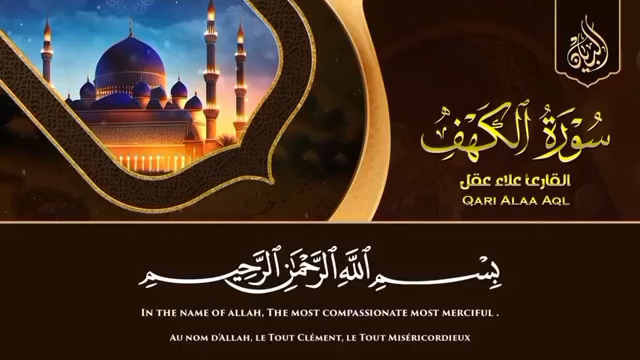 البريان
سُورَةُ الكَهْفِ
القارئ علاء عقل
QARI ALAA AQL
بِسْمِ ٱللَّهِ ٱلرَّحْمَٰنِ ٱلرَّحِيمِ
IN THE NAME OF ALLAH, THE MOST COMPASSIONATE MOST MERCIFUL .
AU NOM D'ALLAH, LE TOUT CLÉMENT, LE TOUT MISÉRICORDIEUX